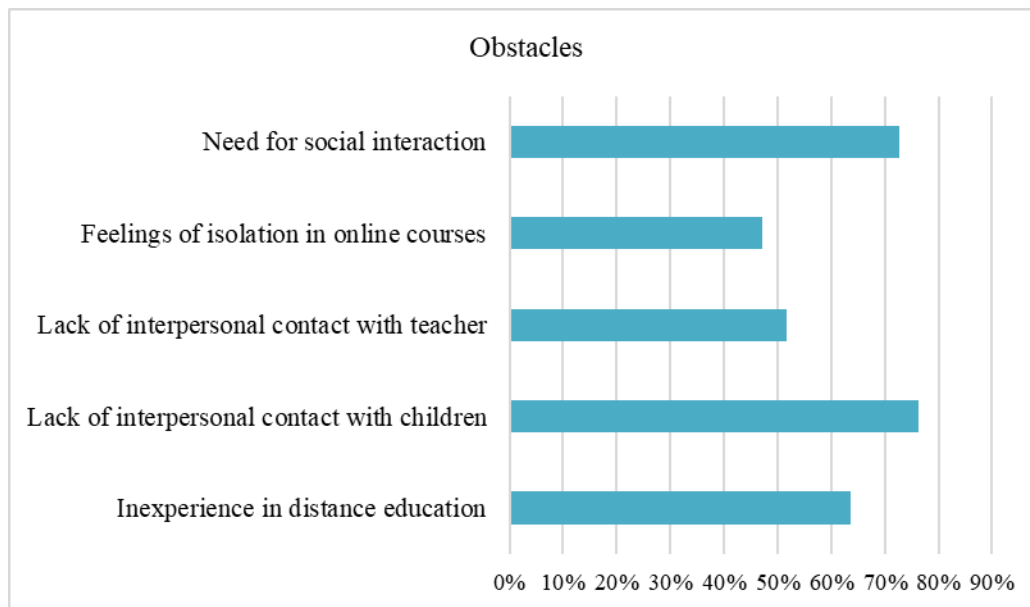 Obstacles
Need for social interaction
Feelings of isolation in online courses
Lack of interpersonal contact with teacher
Lack of interpersonal contact with children
Inexperience in distance education
0% 10% 20% 30% 40% 50% 60% 70% 80% 90%